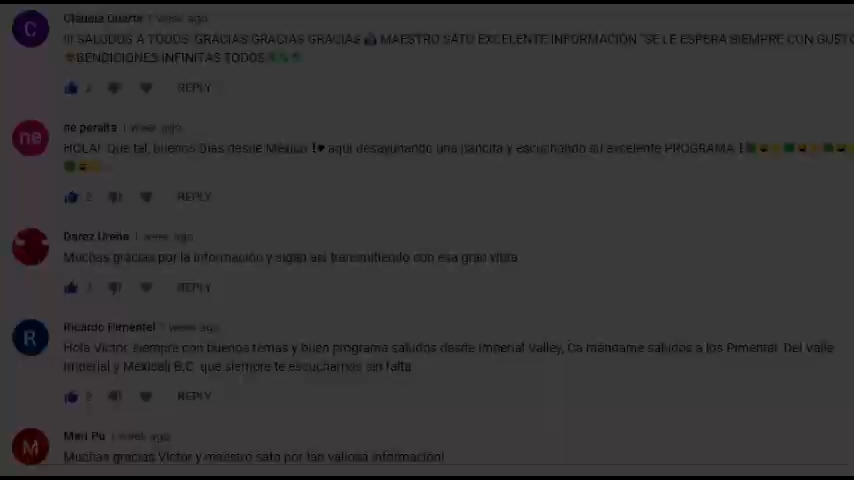 C
Claudia Duarte 1 week ago
!!! SALUDOS A TODOS. GRACIAS GRACIAS GRACIAS MAESTRO SATO EXCELENTE INFORMACIÓN "SE LE ESPERA SIEMPRE CON GUSTO
BENDICIONES INFINITAS TODOS
2 REPLY
ne
ne peralta 1 week ago
HOLA! Que tal, buenos Días desde México aqui desayunando una pancita y escuchando su excelente PROGRAMA
2 REPLY
Darez Ureña 1 week ago
Muchas gracias por la información y sigan así transmitiendo con esa gran vibra
REPLY
R
Ricardo Pimentel 1 week ago
Hola Victor, siempre con buenos temas y buen programa saludos desde Imperial Valley, Ca mándame saludos a los Pimentel. Del Valle
Imperial y Mexicali B.C. que siempre te escuchamos sin falta
2 REPLY
M
Meri Pu 1 week ago
Muchas gracias Victor y maestro sato por tan valiosa información!